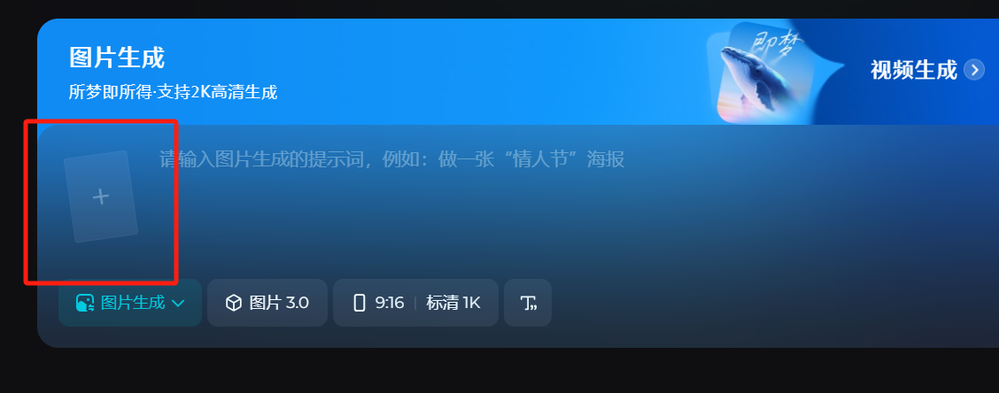 图片生成
所梦即所得·支持2K高清生成
即梦
视频生成
请输入图片生成的提示词，例如：做一张“情人节”海报
图片生成
图片 3.0
9:16
标清 1K
T